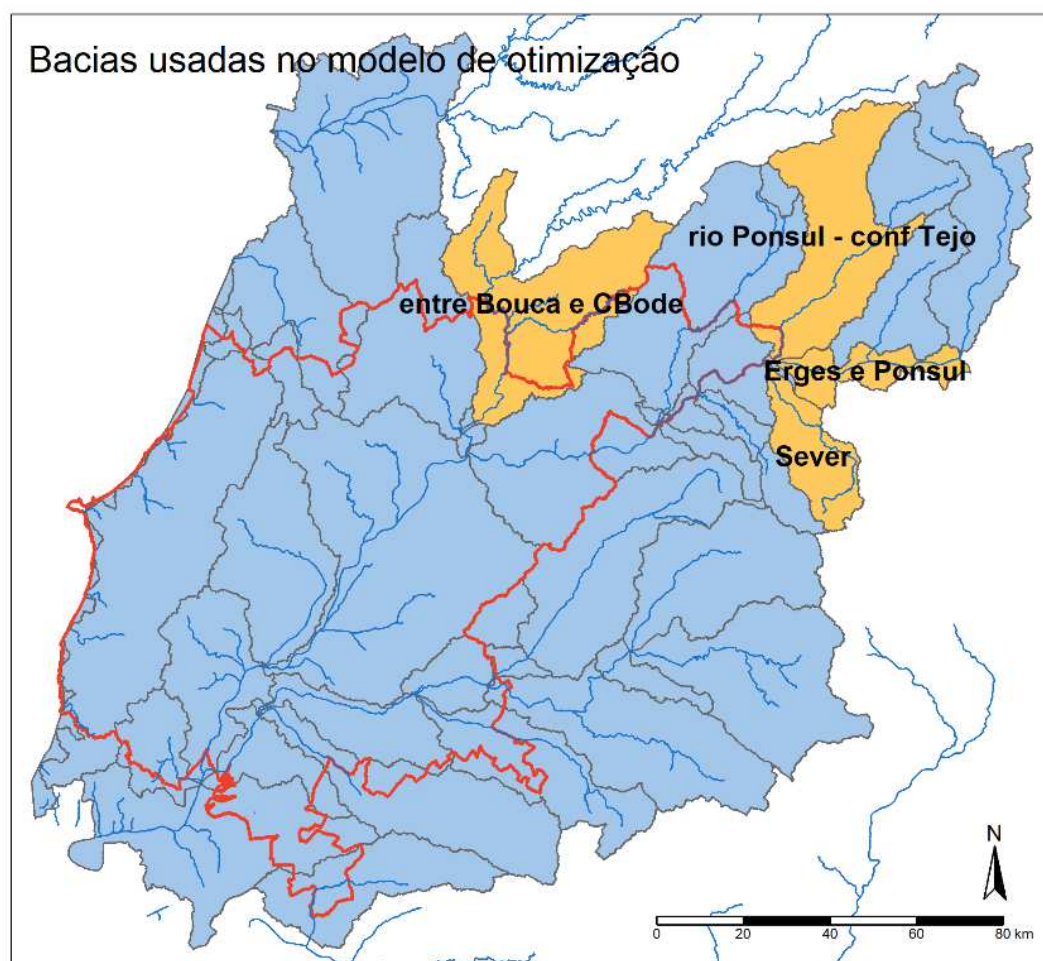 Bacias usadas no modelo de otimização
rio Ponsul - conf Tejo
entre Bouca e CBode
Erges e Ponsul
Sever
N
0 20 40 60 80 km